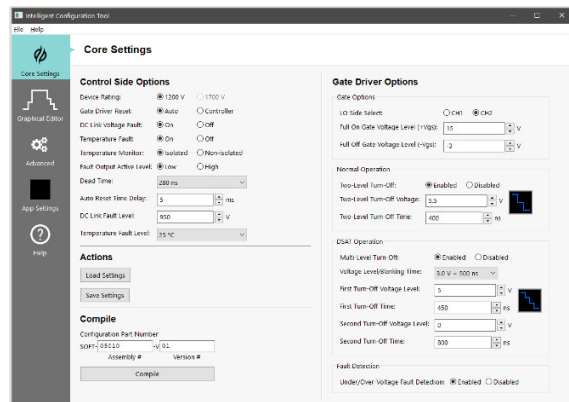 Intelligent Configuration Tool
File Help
Core Settings
Core Settings
Graphical Editor
Advanced
App Settings
Help
Control Side Options
Device Rating: 1200 V 1700 V
Gate Driver Reset: Auto Controller
DC Link Voltage Fault: On Off
Temperature Fault: On Off
Temperature Monitor: Isolated Non-isolated
Fault Output Active Level: Low High
Dead Time: 280 ns
Auto Reset Time Delay: 5 ms
DC Link Fault Level: 950 V
Temperature Fault Level: 25 °C
Actions
Load Settings
Save Settings
Compile
Configuration Part Number
SOFT- 05010 -V 01
Assembly # Version #
Compile
Gate Driver Options
Gate Options
LO Side Select: CH1 CH2
Full On Gate Voltage Level (+Vgs): 15 V
Full Off Gate Voltage Level (-Vgs): V
Normal Operation
Two-Level Turn-Off: Enabled Disabled
Two-Level Turn-Off Voltage: 5.5 V
Two-Level Turn-Off Time: 400 ns
DSAT Operation
Multi Level Turn Off: Enabled Disabled
Voltage Level/Blanking Time: 3.0 V = 500 ns
First Turn-Off Voltage Level: 5 V
First Turn-Off Time: 450 ns
Second Turn-Off Voltage Level: 0 V
Second Turn-Off Time: 800 ns
Fault Detection
Under/Over Voltage Fault Detection: Enabled Disabled